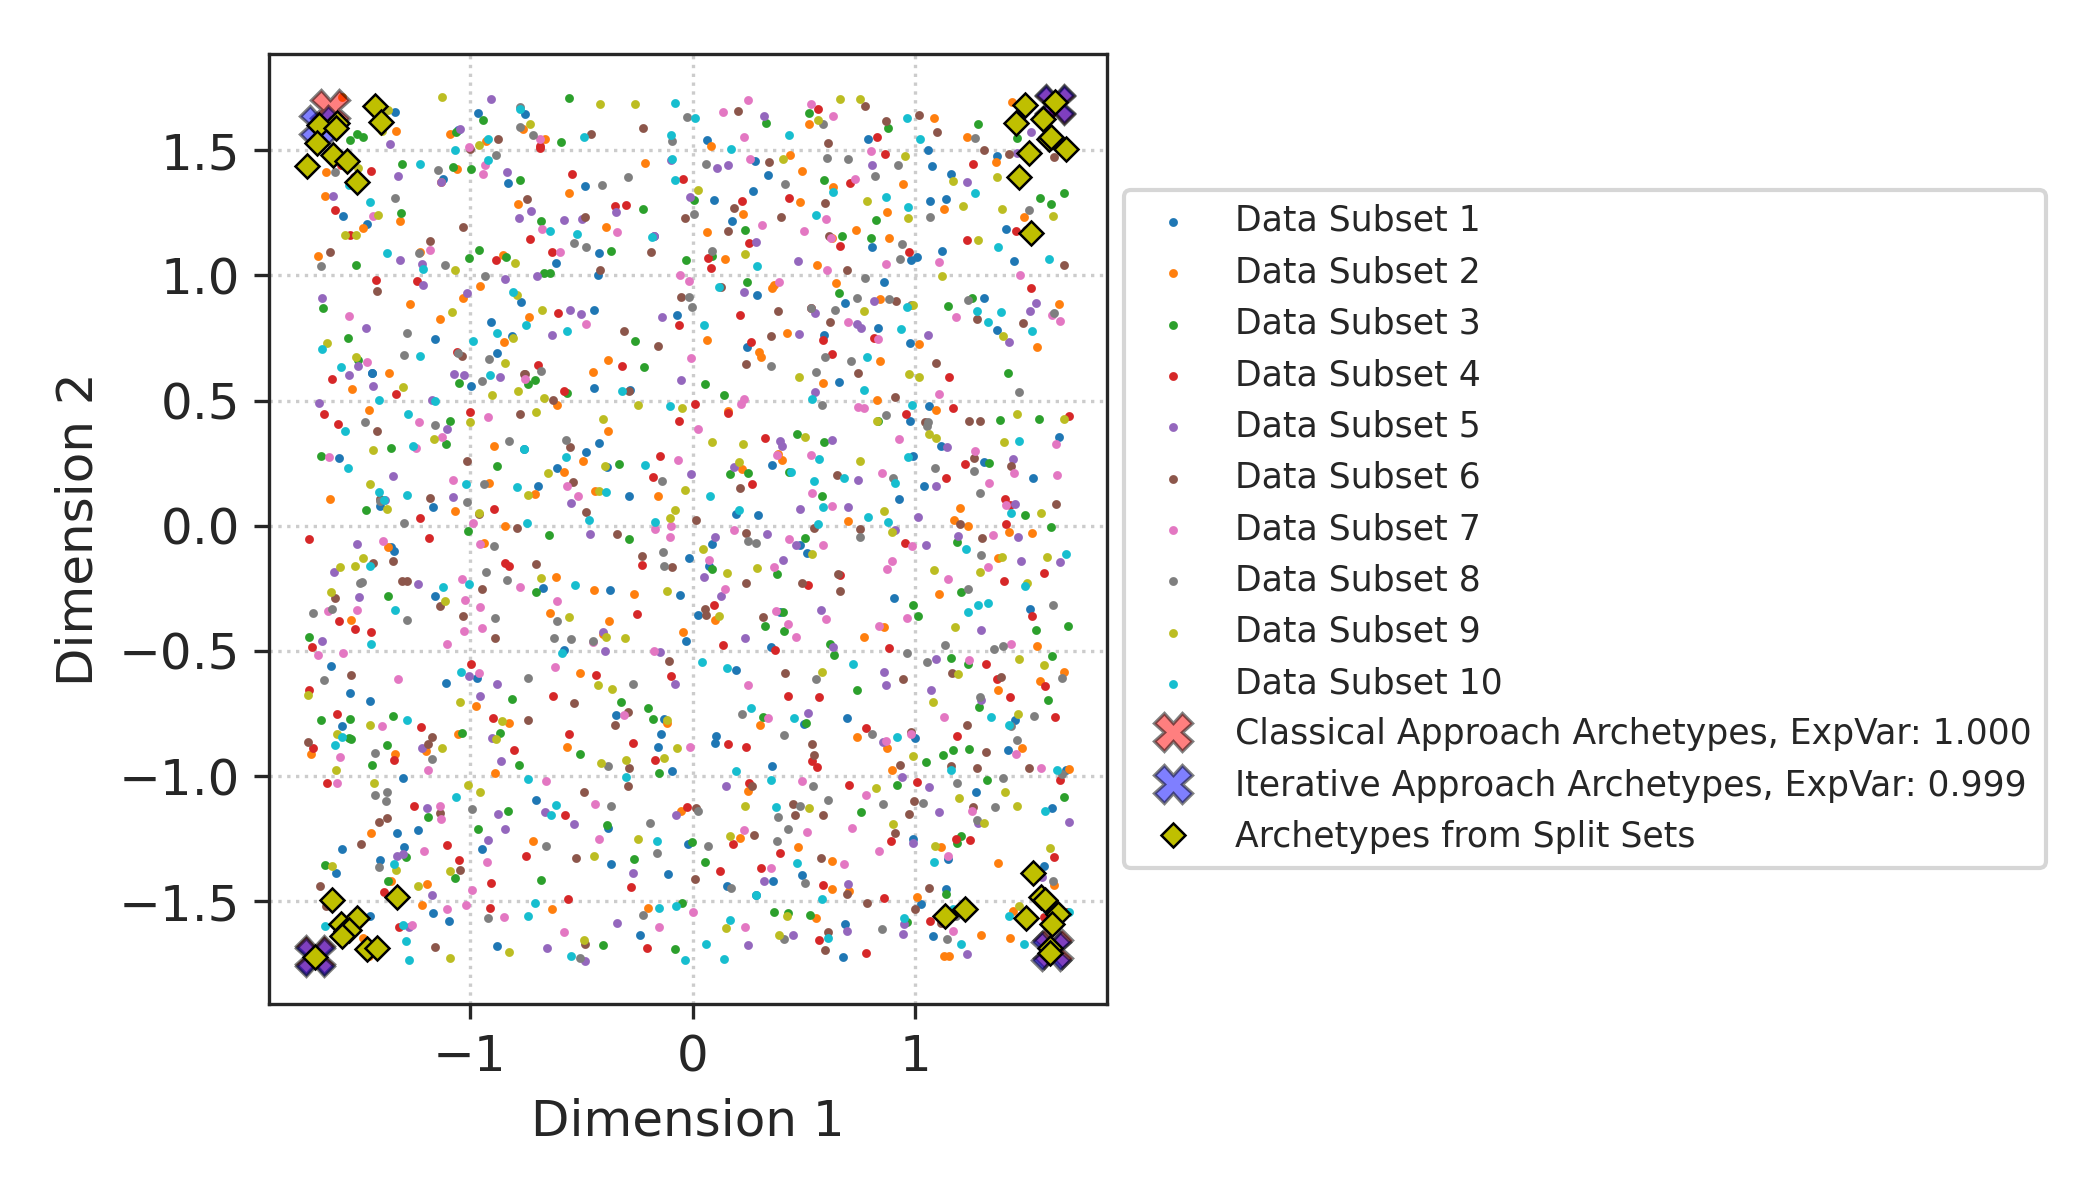 1.5
1.0
0.5
0.0
−0.5
−1.0
−1.5
−1
0
1
Dimension 1
Dimension 2
Data Subset 1
Data Subset 2
Data Subset 3
Data Subset 4
Data Subset 5
Data Subset 6
Data Subset 7
Data Subset 8
Data Subset 9
Data Subset 10
Classical Approach Archetypes, ExpVar: 1.000
Iterative Approach Archetypes, ExpVar: 0.999
Archetypes from Split Sets